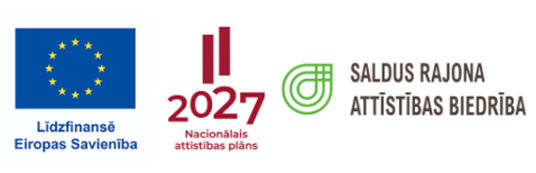 Līdzfinansē
Eiropas Savienība
2027
Nacionālais
attīstības plāns
SALDUS RAJONA
ATTĪSTĪBAS BIEDRĪBA